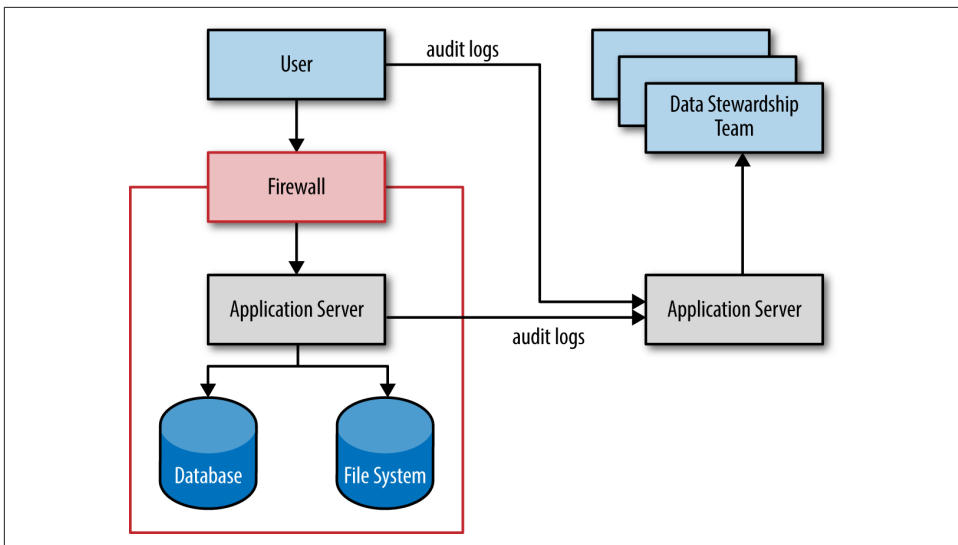 User
audit logs
Data Stewardship
Team
Firewall
Application Server
Application Server
audit logs
Database
File System